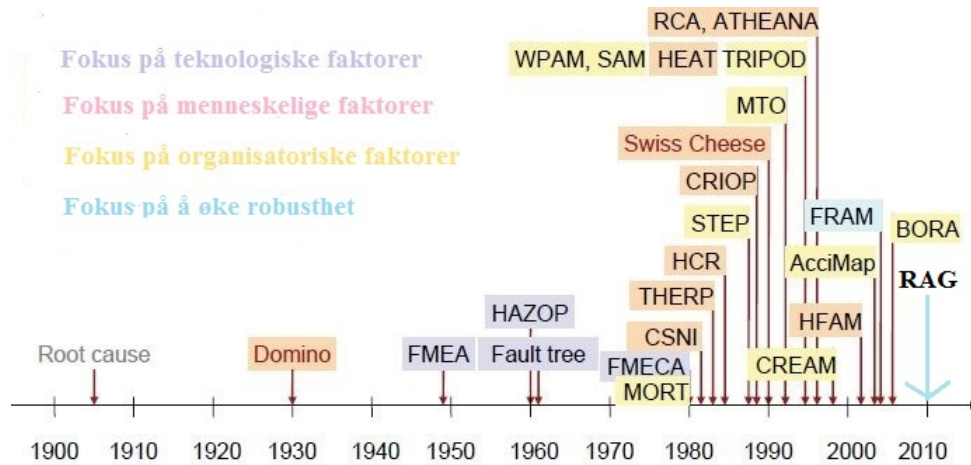 RCA, ATHEANA
Fokus på teknologiske faktorer
WPAM, SAM HEAT TRIPOD
Fokus på menneskelige faktorer
MTO
Fokus på organisatoriske faktorer
Swiss Cheese
CRIOP
Fokus på å øke robusthet
STEP
FRAM
BORA
HCR
AcciMap
RAG
THERP
HAZOP
HFAM
CSNI
Root cause
Domino
FMEA
Fault tree
FMECA
CREAM
MORT
1900 1910 1920 1930 1940 1950 1960 1970 1980 1990 2000 2010